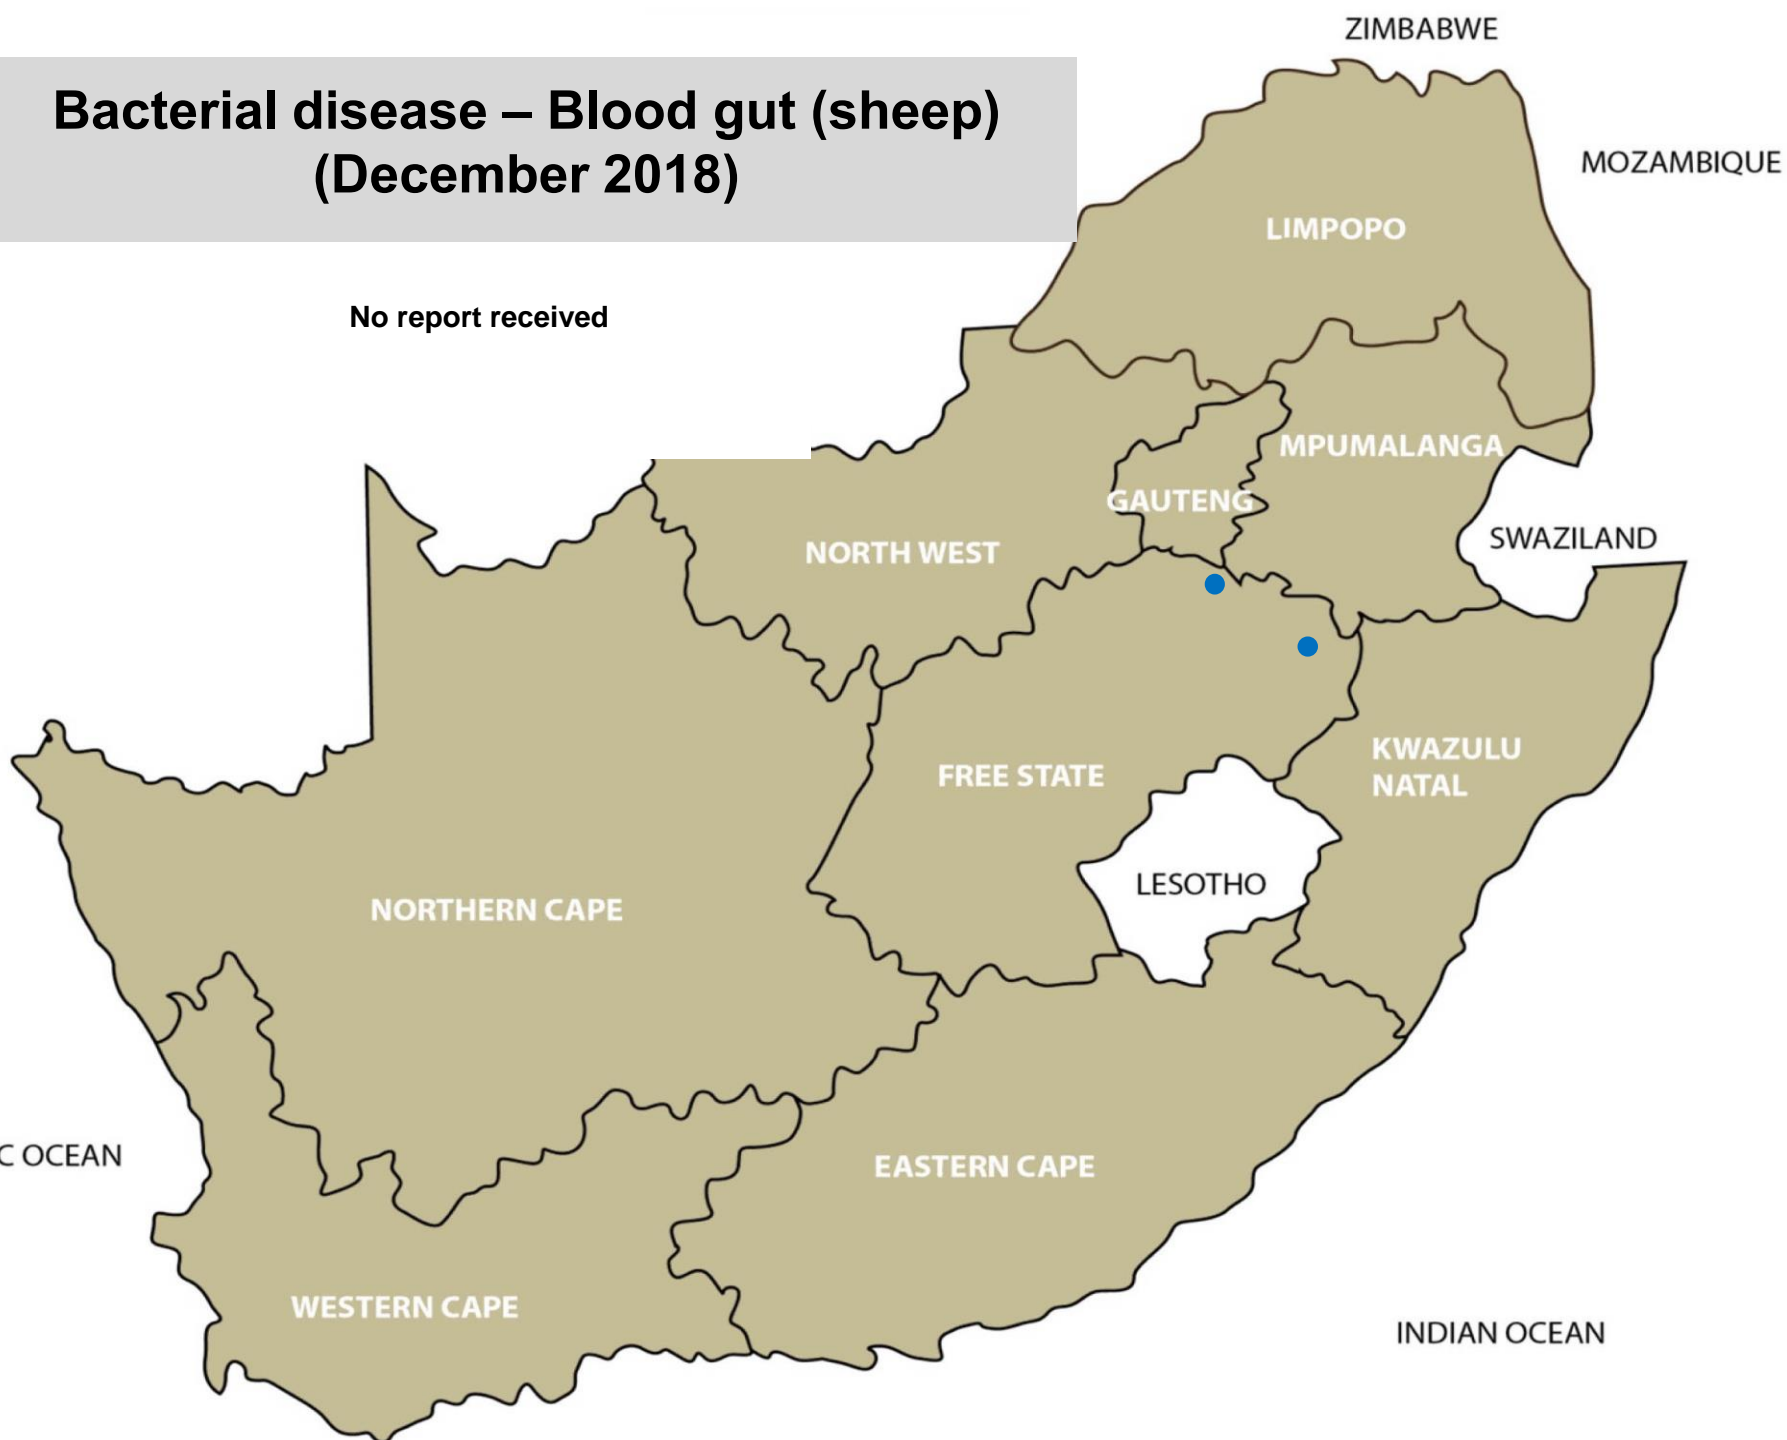 ZIMBABWE
Bacterial disease – Blood gut (sheep)
(December 2018)
MOZAMBIQUE
LIMPOPO
No report received
MPUMALANGA
GAUTENG
SWAZILAND
NORTH WEST
KWAZULU
NATAL
FREE STATE
LESOTHO
NORTHERN CAPE
C OCEAN
EASTERN CAPE
WESTERN CAPE
INDIAN OCEAN